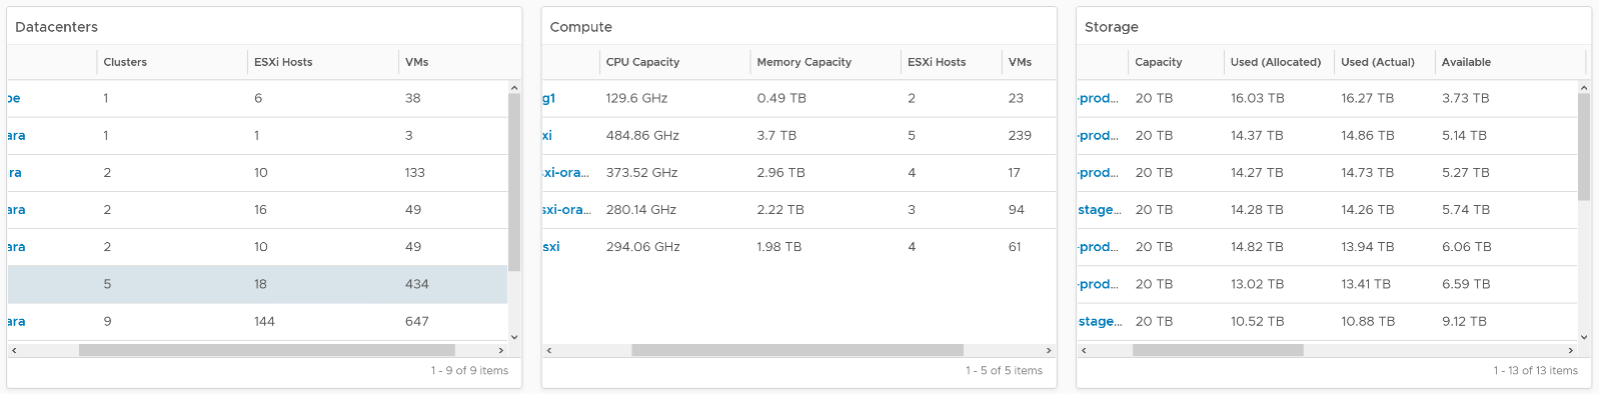 Datacenters
Clusters ESXi Hosts VMs
pe 1 6 38
ara 1 1 3
ra 2 10 133
ara 2 16 49
ara 2 10 49
5 18 434
ara 9 144 647
1 - 9 of 9 items
Compute
CPU Capacity Memory Capacity ESXi Hosts VMs
g1 129.6 GHz 0.49 TB 2 23
xi 484.86 GHz 3.7 TB 5 239
sxi-ora... 373.52 GHz 2.96 TB 4 17
sxi-ora... 280.14 GHz 2.22 TB 3 94
sxi 294.06 GHz 1.98 TB 4 61
1 - 5 of 5 items
Storage
Capacity Used (Allocated) Used (Actual) Available
-prod... 20 TB 16.03 TB 16.27 TB 3.73 TB
-prod... 20 TB 14.37 TB 14.86 TB 5.14 TB
-prod... 20 TB 14.27 TB 14.73 TB 5.27 TB
stage... 20 TB 14.28 TB 14.26 TB 5.74 TB
-prod... 20 TB 14.82 TB 13.94 TB 6.06 TB
-prod... 20 TB 13.02 TB 13.41 TB 6.59 TB
stage... 20 TB 10.52 TB 10.88 TB 9.12 TB
1 - 13 of 13 items